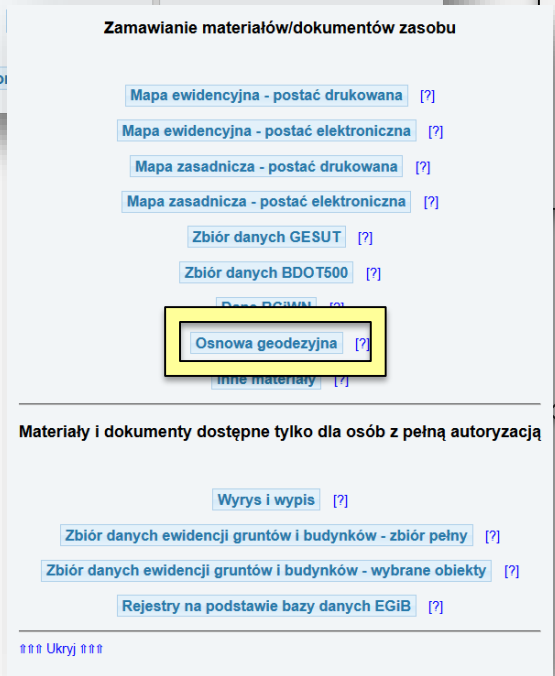 Zamawianie materiałów/dokumentów zasobu
Mapa ewidencyjna - postać drukowana [?]
Mapa ewidencyjna - postać elektroniczna [?]
Mapa zasadnicza - postać drukowana [?]
Mapa zasadnicza - postać elektroniczna [?]
Zbiór danych GESUT [?]
Zbiór danych BDOT500 [?]
Dane RCiWN [?]
Osnowa geodezyjna [?]
Inne materiały [?]
Materiały i dokumenty dostępne tylko dla osób z pełną autoryzacją
Wyrys i wypis [?]
Zbiór danych ewidencji gruntów i budynków - zbiór pełny [?]
Zbiór danych ewidencji gruntów i budynków - wybrane obiekty [?]
Rejestry na podstawie bazy danych EGiB [?]
⇑⇑⇑ Ukryj ⇑⇑⇑